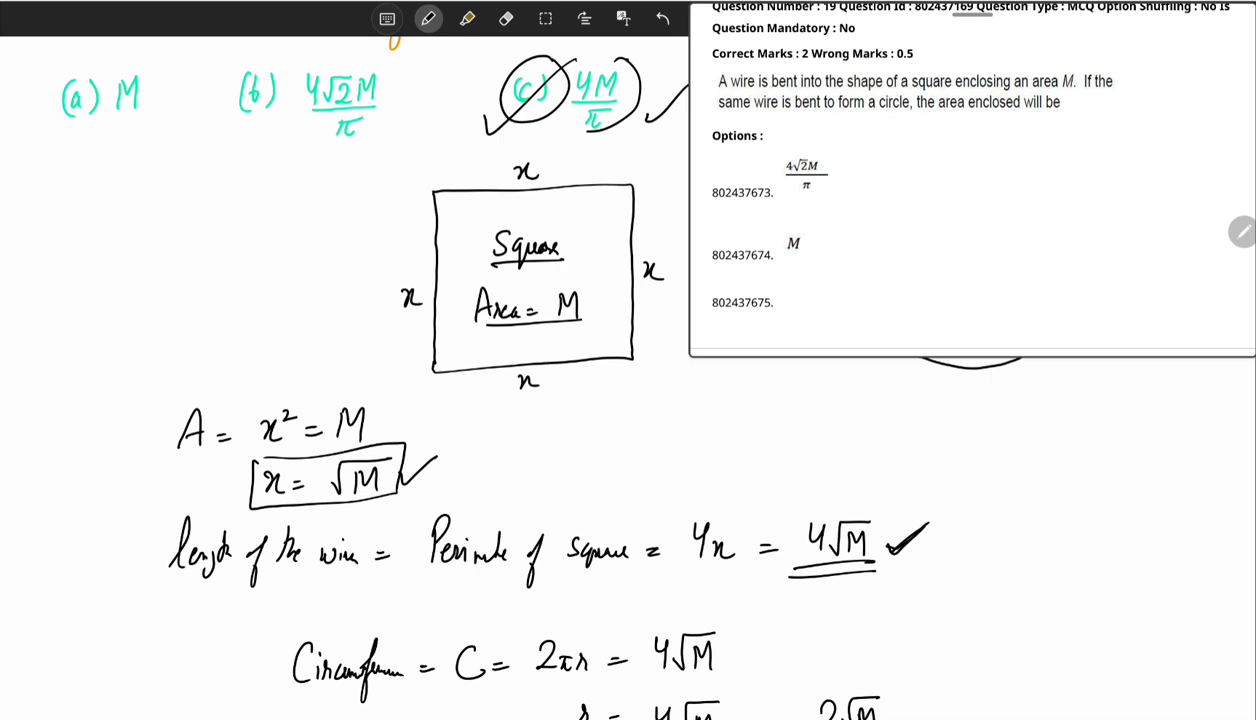 Question Number : 19 Question Id : 802437169 Question Type : MCQ Option Shuffling : No Is
Question Mandatory : No
Correct Marks : 2 Wrong Marks : 0.5
A wire is bent into the shape of a square enclosing an area M. If the
same wire is bent to form a circle, the area enclosed will be
Options :
802437673. 4√2M/π
802437674. M
802437675.
(a) M (b) 4√2M/π (c) 4M/π
x
Square
x x
Area = M
x
A = x² = M
x = √M
length of the wire = Perimete of square = 4x = 4√M
= C = 2πr = 4√M
r = 4√M 2√M